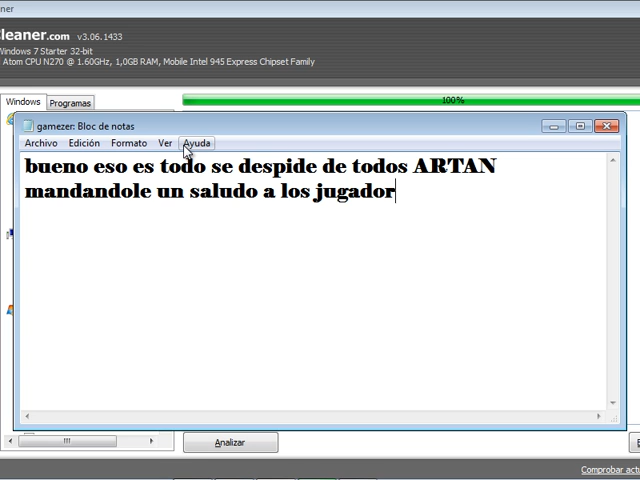 ner
leaner.com v3.06.1433
Windows 7 Starter 32-bit
Atom CPU N270 @ 1.60GHz, 1,0GB RAM, Mobile Intel 945 Express Chipset Family
Windows Programas
100%
gamezer: Bloc de notas
Archivo Edición Formato Ver Ayuda
bueno eso es todo se despide de todos ARTAN
mandandole un saludo a los jugador
Analizar
E
Comprobar actu